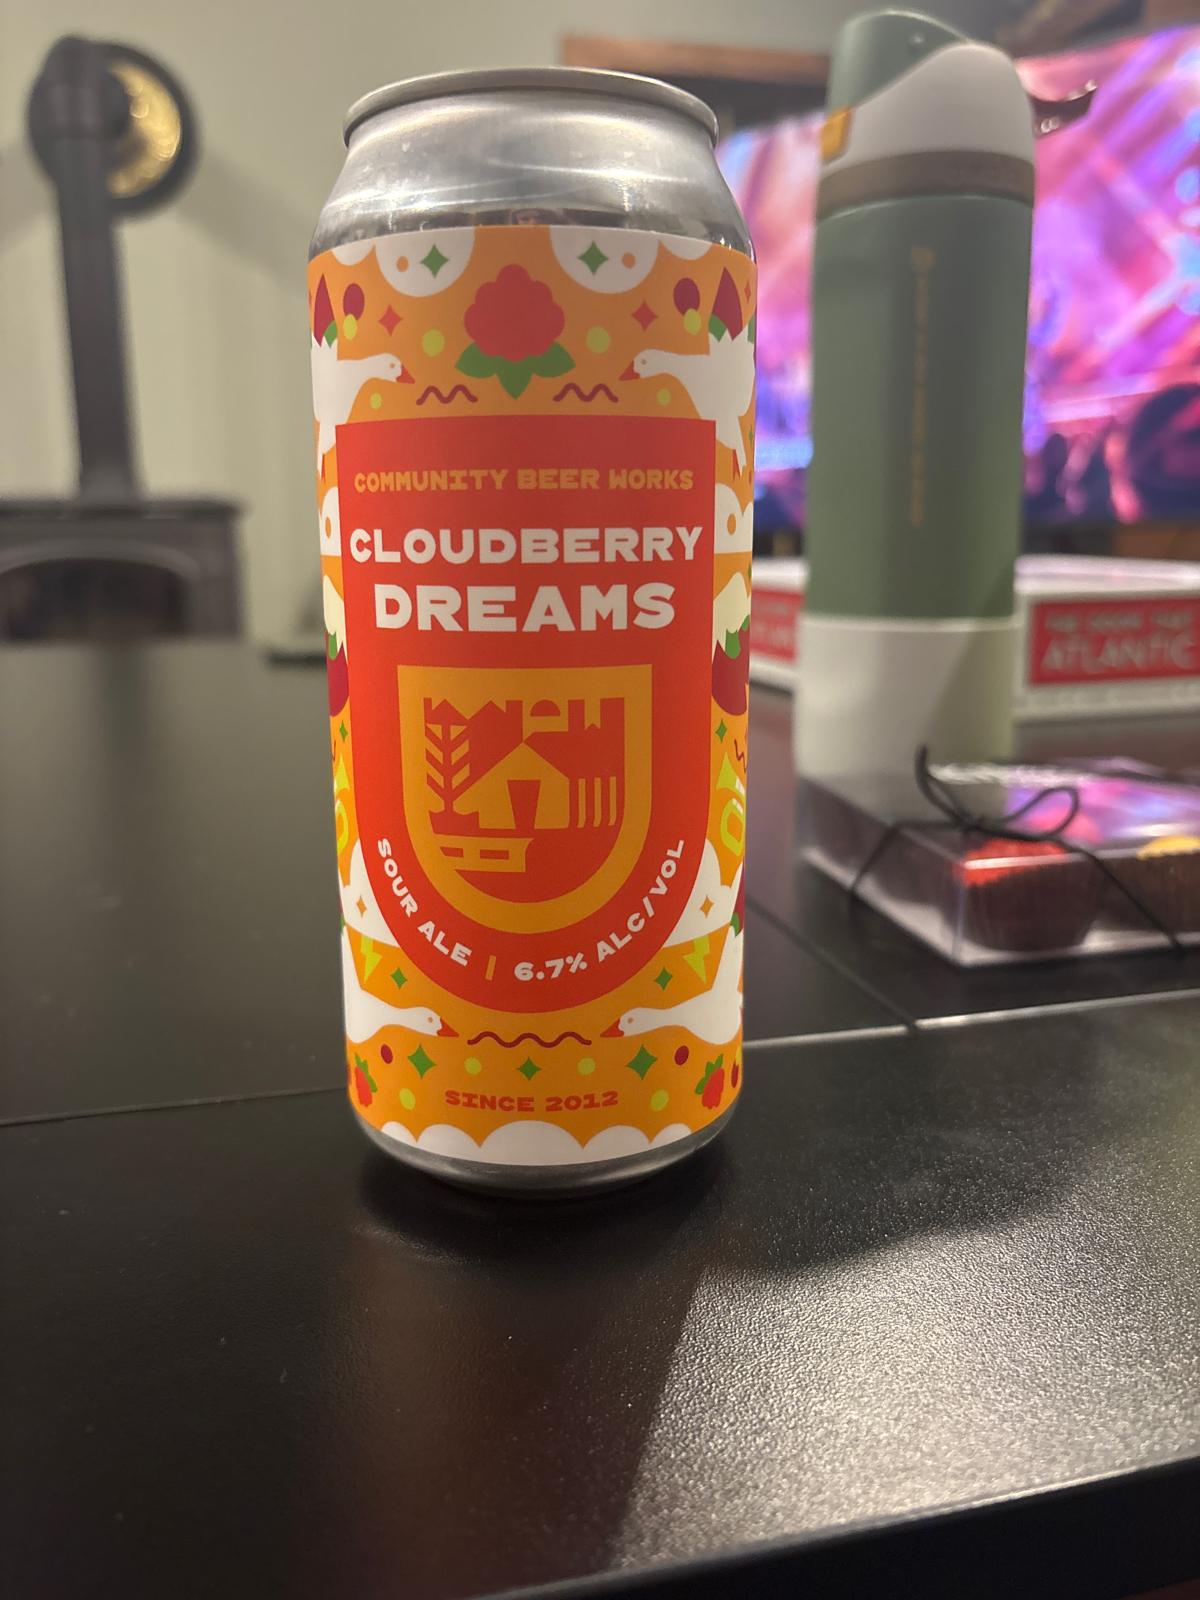 COMMUNITY BEER WORKS
CLOUDBERRY
DREAMS
SOUR ALE | 6.7% ALC/VOL
SINCE 2012
ATLANTIC